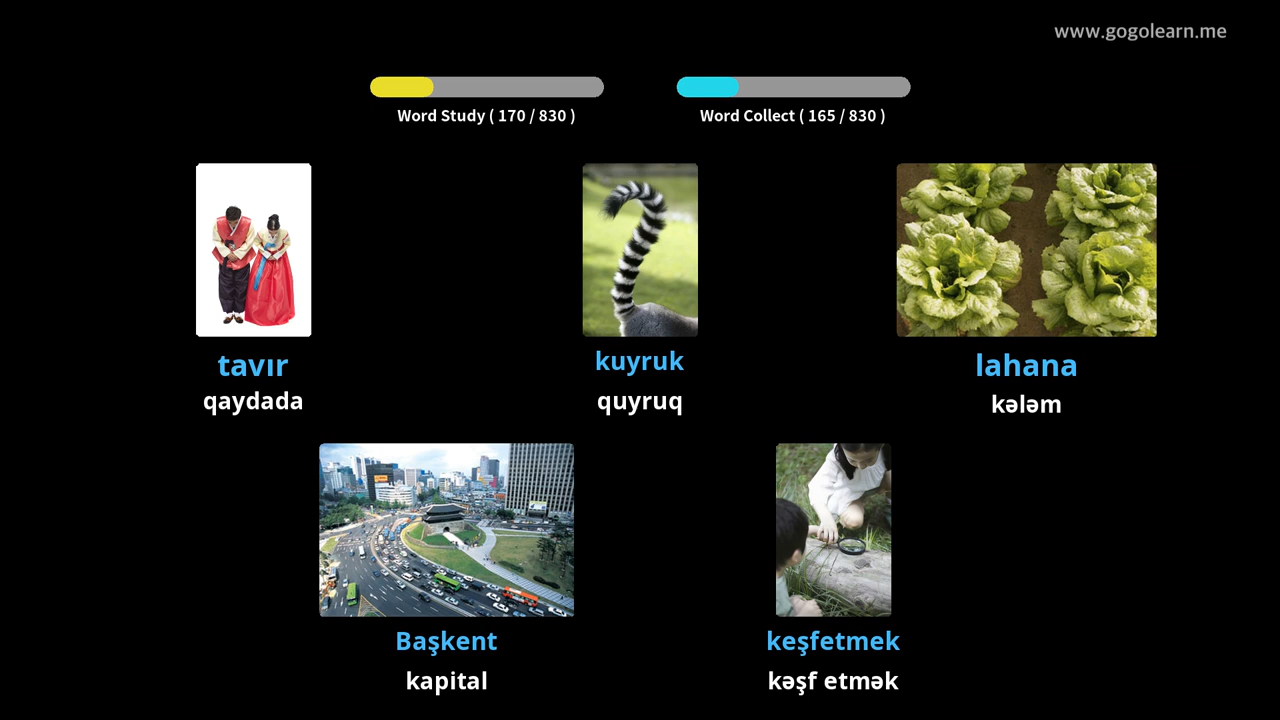 www.gogolearn.me
Word Study ( 170 / 830 )
Word Collect ( 165 / 830 )
tavır
qaydada
kuyruk
quyruq
lahana
kələm
Başkent
kapital
keşfetmek
kəşf etmək